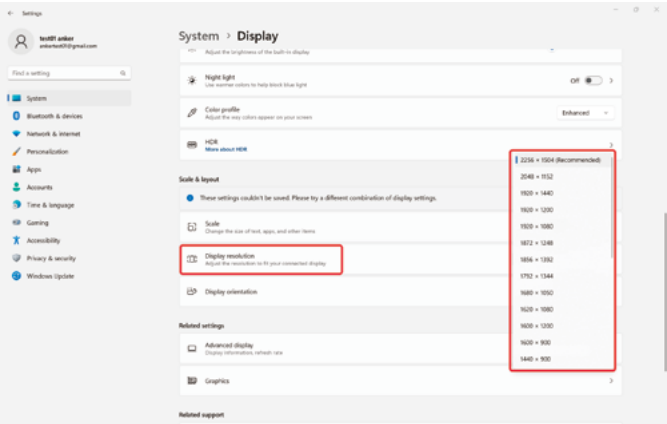 Settings
test01 anker
ankertest01@gmail.com
Find a setting
System
Bluetooth & devices
Network & internet
Personalization
Apps
Accounts
Time & language
Gaming
Accessibility
Privacy & security
Windows Update
System > Display
Adjust the brightness of the built-in display
Night light
Use warmer colors to help block blue light
Off
Color profile
Adjust the way colors appear on your screen
Enhanced
HDR
More about HDR
Scale & layout
These settings couldn't be saved. Please try a different combination of display settings.
Scale
Change the size of text, apps, and other items
Display resolution
Adjust the resolution to fit your connected display
Display orientation
Related settings
Advanced display
Display information, refresh rate
Graphics
Related support
2256 × 1504 (Recommended)
2048 × 1152
1920 × 1440
1920 × 1200
1920 × 1080
1872 × 1248
1856 × 1392
1792 × 1344
1680 × 1050
1620 × 1080
1600 × 1200
1600 × 900
1440 × 900